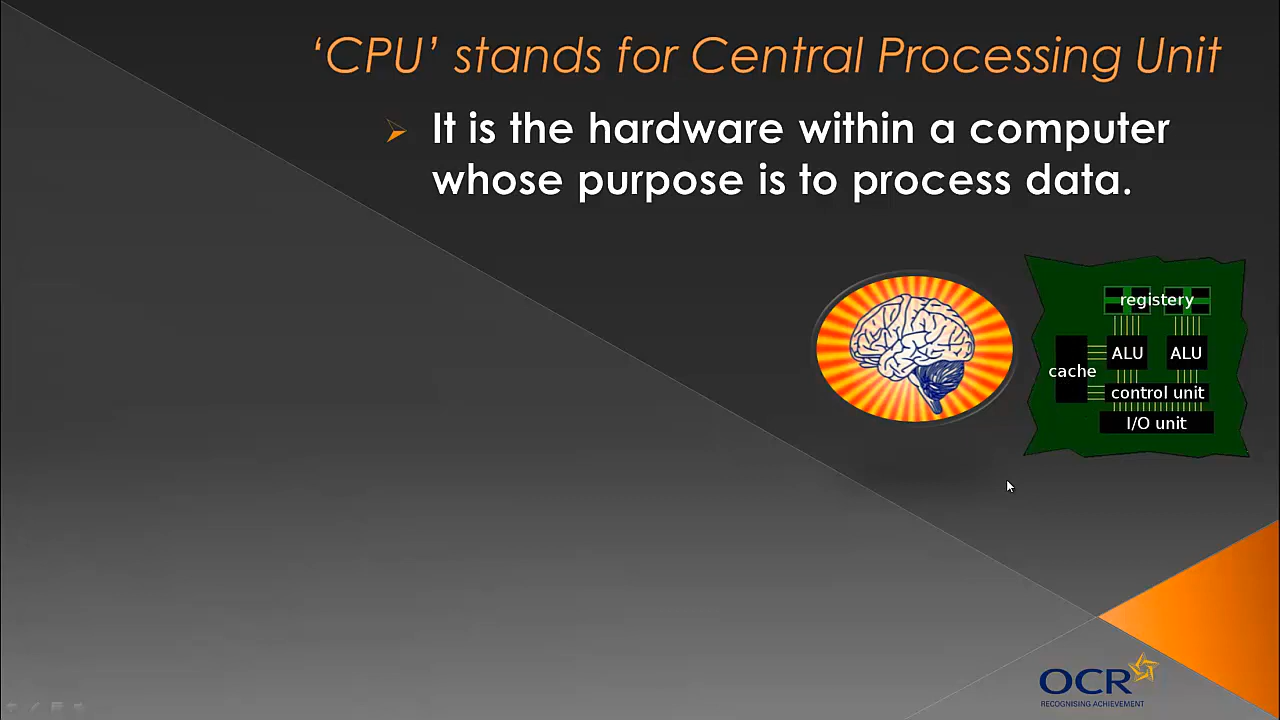 ‘CPU’ stands for Central Processing Unit
It is the hardware within a computer
whose purpose is to process data.
registery
ALU ALU
cache
control unit
I/O unit
OCR
RECOGNISING ACHIEVEMENT